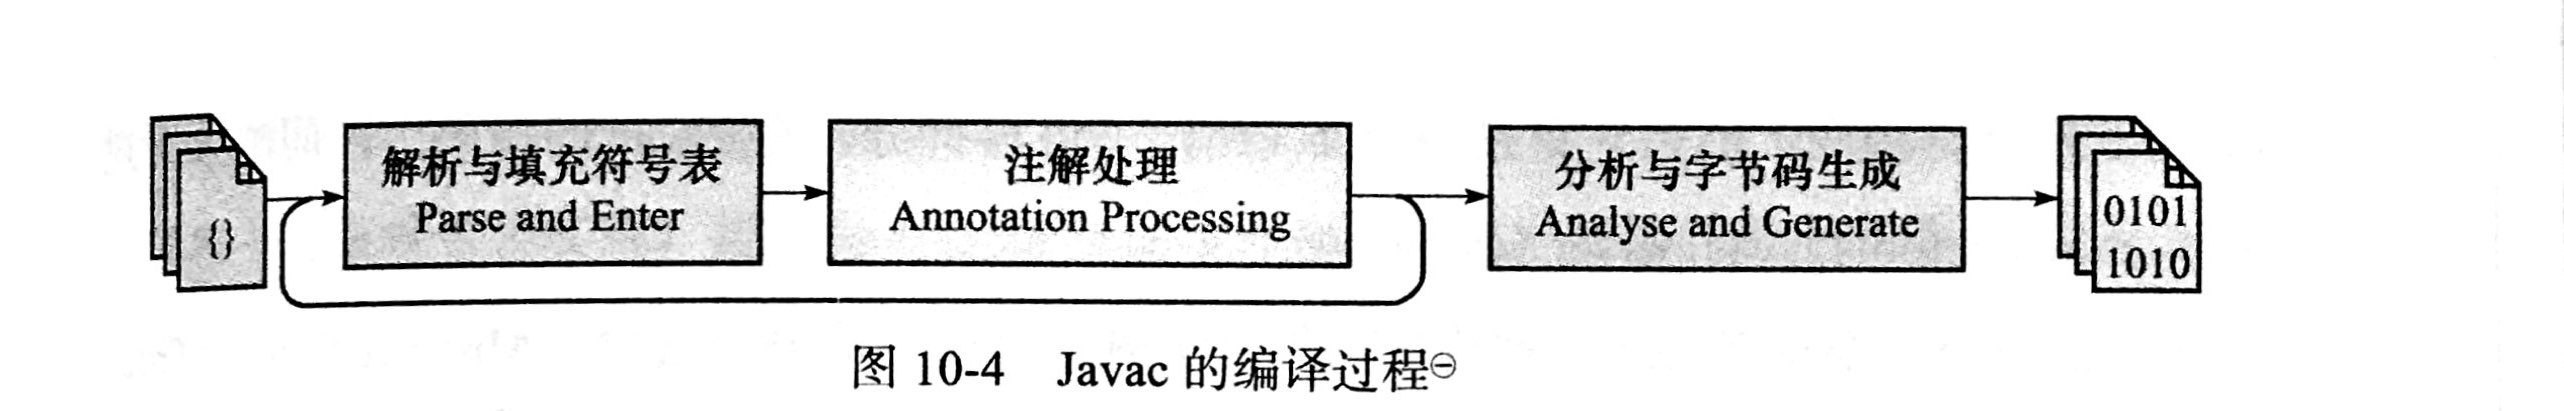 {}
解析与填充符号表
Parse and Enter
注解处理
Annotation Processing
分析与字节码生成
Analyse and Generate
0101
1010
图 10-4 Javac 的编译过程㊀